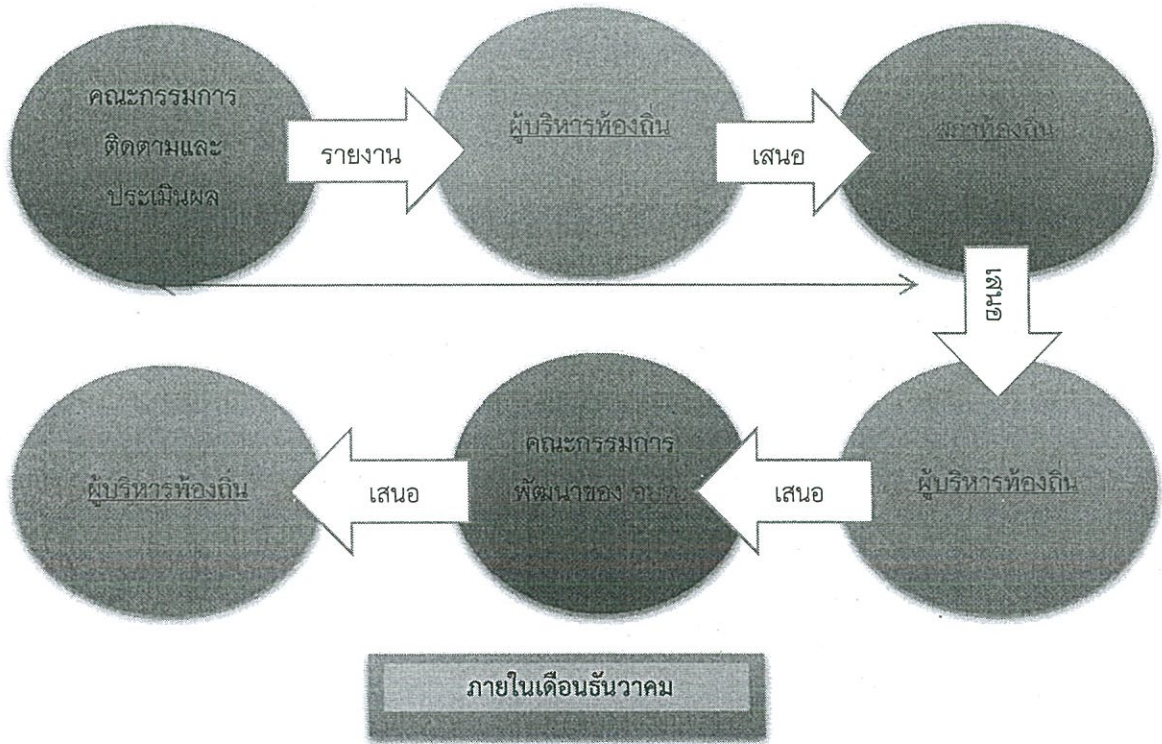 คณะกรรมการ
ติดตามและ
ประเมินผล
รายงาน
ผู้บริหารท้องถิ่น
เสนอ
สภาท้องถิ่น
เสนอ
ผู้บริหารท้องถิ่น
เสนอ
คณะกรรมการ
พัฒนาของ อบต.
เสนอ
ผู้บริหารท้องถิ่น
ภายในเดือนธันวาคม